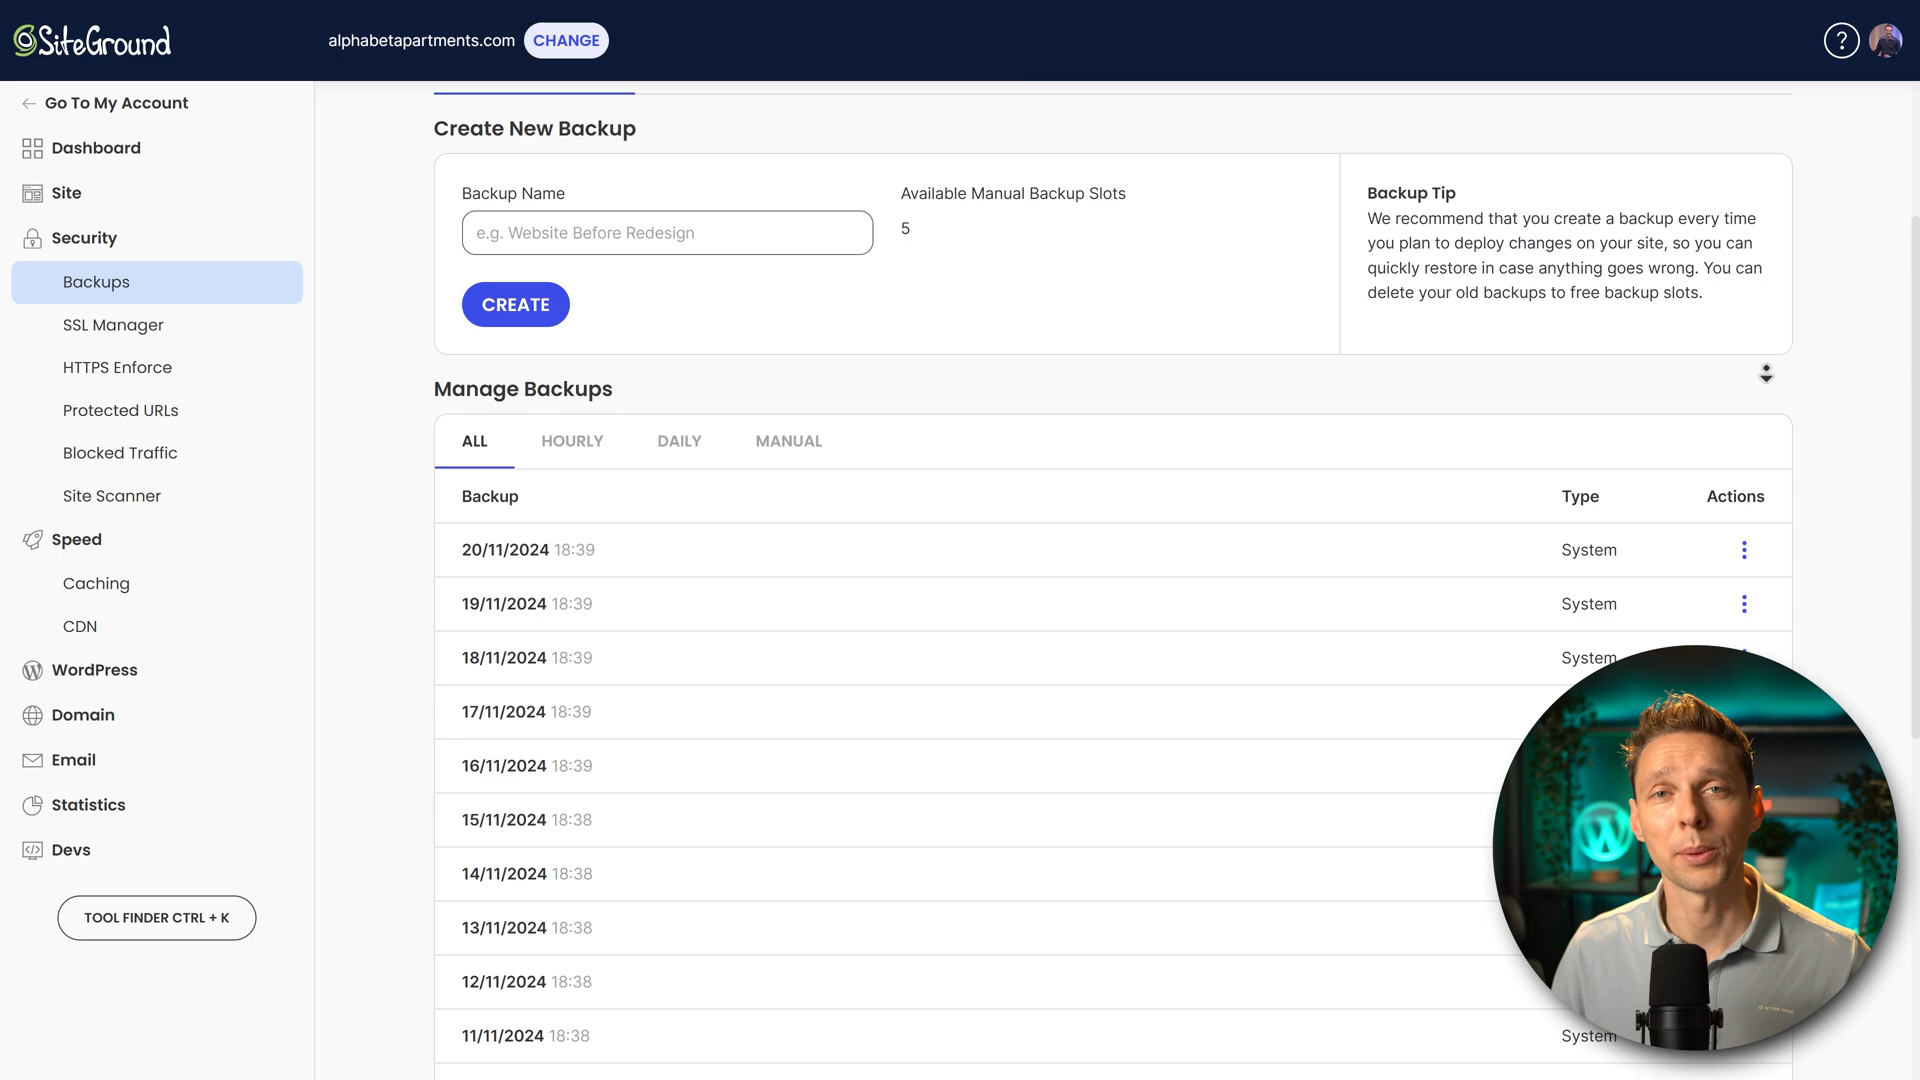 SiteGround
alphabetapartments.com CHANGE
?
Go To My Account
Dashboard
Site
Security
Backups
SSL Manager
HTTPS Enforce
Protected URLs
Blocked Traffic
Site Scanner
Speed
Caching
CDN
WordPress
Domain
Email
Statistics
Devs
TOOL FINDER CTRL + K
Create New Backup
Backup Name
e.g. Website Before Redesign
CREATE
Available Manual Backup Slots
5
Backup Tip
We recommend that you create a backup every time
you plan to deploy changes on your site, so you can
quickly restore in case anything goes wrong. You can
delete your old backups to free backup slots.
Manage Backups
ALL HOURLY DAILY MANUAL
Backup Type Actions
20/11/2024 18:39 System
19/11/2024 18:39 System
18/11/2024 18:39 System
17/11/2024 18:39
16/11/2024 18:39
15/11/2024 18:38
14/11/2024 18:38
13/11/2024 18:38
12/11/2024 18:38
11/11/2024 18:38 System